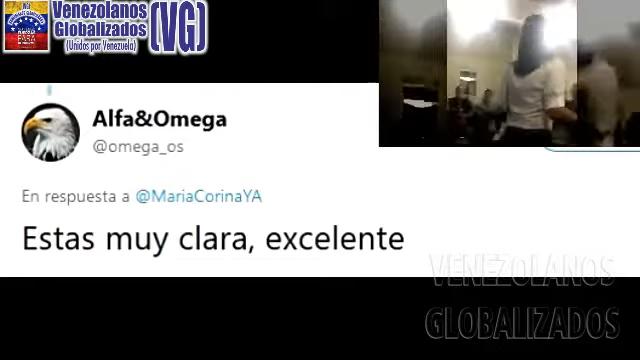 Venezolanos
Globalizados
(Unidos por Venezuela)
(VG)
Alfa&Omega
@omega_os
En respuesta a @MariaCorinaYA
Estas muy clara, excelente
VENEZOLANOS
GLOBALIZADOS